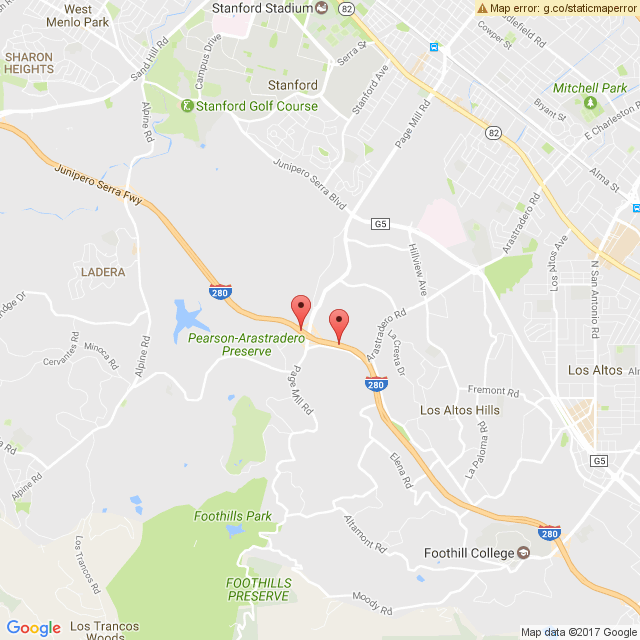 West
Menlo Park
Stanford Stadium
82
Map error: g.co/staticmaperror
Middlefield Rd
Cowper St
SHARON
HEIGHTS
Sand Hill Rd
Campus Drive
Serra St
Stanford
Stanford Ave
Mitchell Park
Stanford Golf Course
Bryant St
E Charleston Rd
Alpine Rd
Page Mill Rd
82
Junipero Serra Fwy
Junipero Serra Blvd
Alma St
G5
Arastradero Rd
Los Altos Ave
N San Antonio Rd
Hillview Ave
LADERA
280
Arastradero Rd
La Cresta Dr
Pearson-Arastradero
Preserve
Cervantes Rd
Minoca Rd
Alpine Rd
Page Mill Rd
280
Los Altos
Fremont Rd
Los Altos Hills
La Paloma Rd
G5
Elena Rd
Alpine Rd
Foothills Park
Altamont Rd
280
Los Trancos Rd
Foothill College
FOOTHILLS
PRESERVE
Moody Rd
Los Trancos
Woods
Google
Map data ©2017 Google